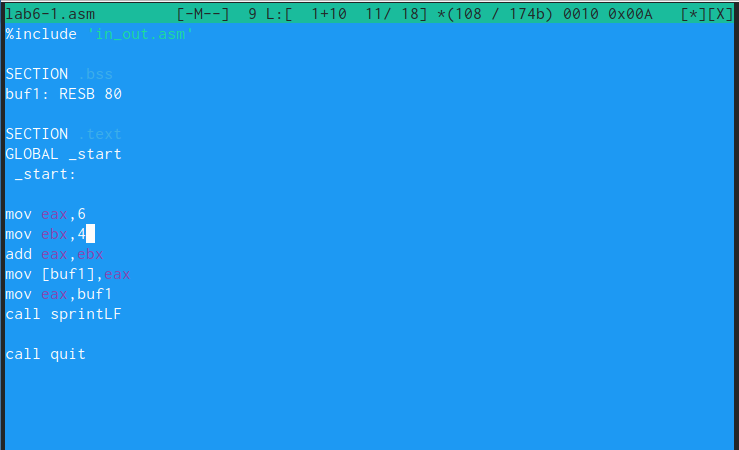 lab6-1.asm [-M--] 9 L:[ 1+10 11/ 18] *(108 / 174b) 0010 0x00A [*][X]
%include 'in_out.asm'
SECTION .bss
buf1: RESB 80
SECTION .text
GLOBAL _start
_start:
mov eax,6
mov ebx,4
add eax,ebx
mov [buf1],eax
mov eax,buf1
call sprintLF
call quit